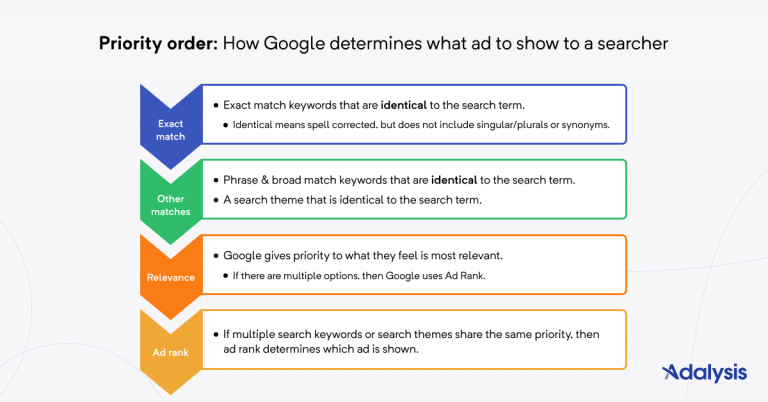 Priority order: How Google determines what ad to show to a searcher
Exact
match
• Exact match keywords that are identical to the search term.
• Identical means spell corrected, but does not include singular/plurals or synonyms.
Other
matches
• Phrase & broad match keywords that are identical to the search term.
• A search theme that is identical to the search term.
Relevance
• Google gives priority to what they feel is most relevant.
• If there are multiple options, then Google uses Ad Rank.
Ad rank
• If multiple search keywords or search themes share the same priority, then
ad rank determines which ad is shown.
Adalysis